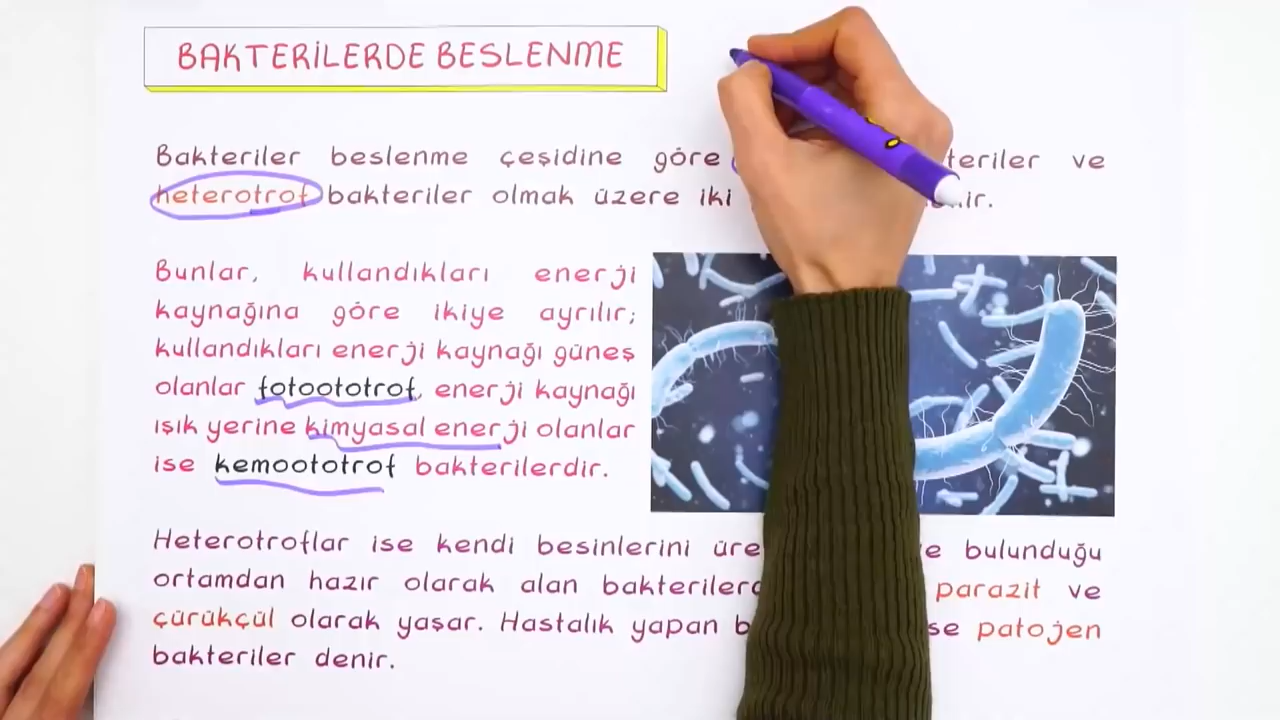 BAKTERİLERDE BESLENME
Bakteriler beslenme çeşidine göre teriler ve
heterotrof bakteriler olmak üzere iki
Bunlar, kullandıkları enerji
kaynağına göre ikiye ayrılır;
kullandıkları enerji kaynağı güneş
olanlar fotoototrof, enerji kaynağı
ışık yerine kimyasal enerji olanlar
ise kemoototrof bakterilerdir.
Heterotroflar ise kendi besinlerini üre bulunduğu
ortamdan hazır olarak alan bakterilerd parazit ve
çürükçül olarak yaşar. Hastalık yapan b se patojen
bakteriler denir.